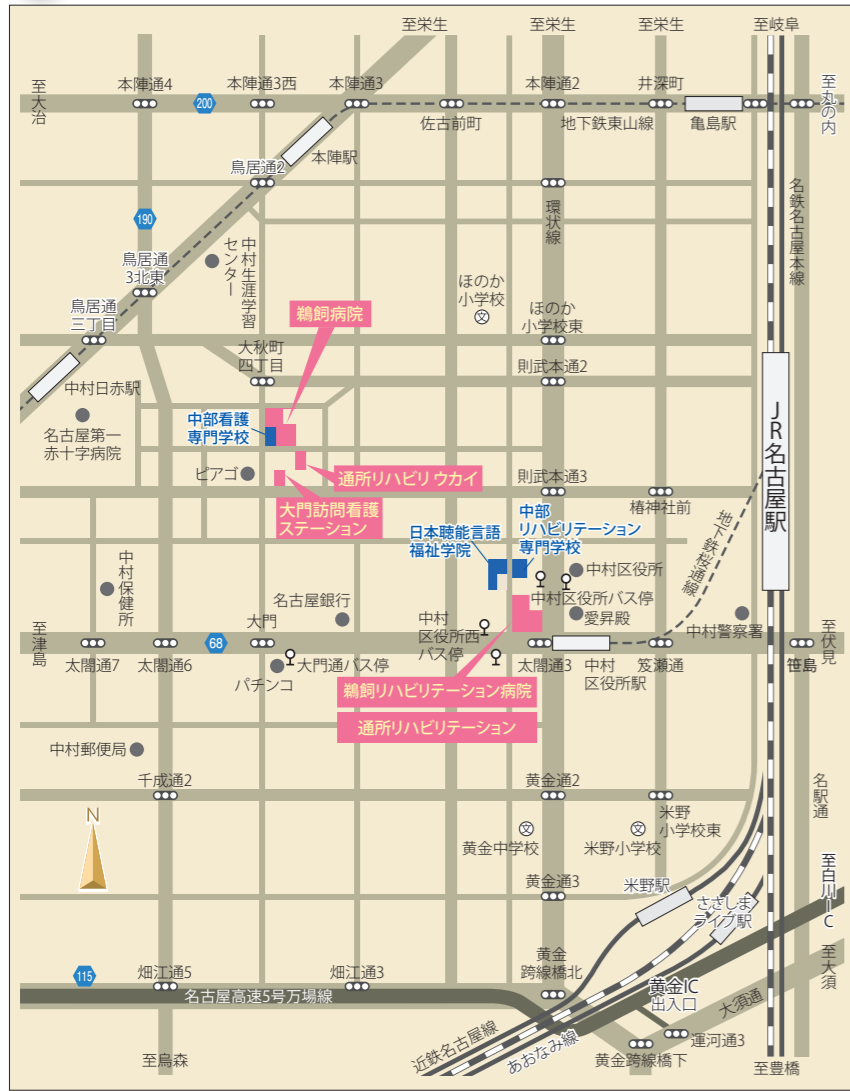 至栄生
至栄生
至栄生
至岐阜
至大治
本陣通4
本陣通3西
本陣通3
本陣通2
井深町
至丸の内
200
佐古前町
地下鉄東山線
亀島駅
本陣駅
鳥居通2
190
環状線
名鉄名古屋本線
中村生涯学習
センター
鳥居通
3北東
ほのか
小学校
文
鳥居通
三丁目
鵜飼病院
ほのか
小学校東
大秋町
四丁目
則武本通2
中村日赤駅
JR名古屋駅
名古屋第一
赤十字病院
中部看護
専門学校
ピアゴ
通所リハビリ ウカイ
則武本通3
大門訪問看護
ステーション
椿神社前
地下鉄桜通線
日本聴能言語
福祉学院
中部
リハビリテーション
専門学校
中村保健所
中村区役所
名古屋銀行
中村区役所バス停
愛昇殿
中村警察署
至津島
68
大門
中村
区役所西
バス停
至伏見
太閤通7
太閤通6
パチンコ
大門通バス停
太閤通3
中村
区役所駅
笈瀬通
笹島
鵜飼リハビリテーション病院
通所リハビリテーション
中村郵便局
千成通2
黄金通2
名駅通
N
米野
小学校東
文
文
黄金中学校
米野小学校
黄金通3
米野駅
ささしま
ライブ駅
至白川IC
115
畑江通5
畑江通3
黄金
跨線橋北
黄金IC
出入口
至大須
名古屋高速5号万場線
大須通
近鉄名古屋線
あおなみ線
運河通3
至烏森
黄金跨線橋下
至豊橋